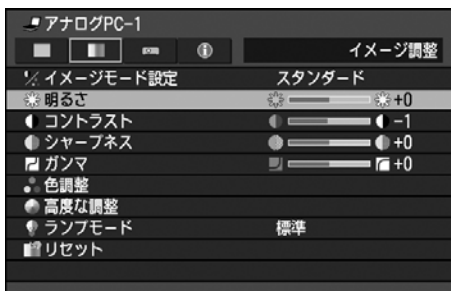 アナログPC-1
イメージ調整
イメージモード設定 スタンダード
明るさ +0
コントラスト -1
シャープネス +0
ガンマ +0
色調整
高度な調整
ランプモード 標準
リセット